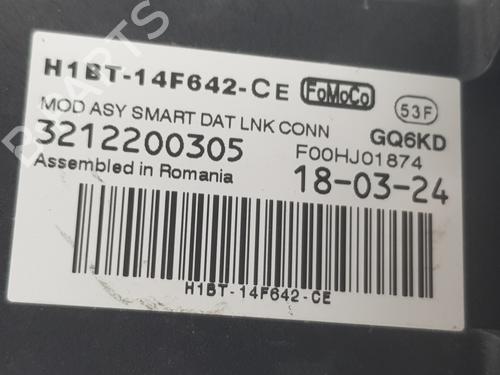 H1BT-14F642-CE FoMoCo 53F
MOD ASY SMART DAT LNK CONN GQ6KD
3212200305 F00HJ01874
Assembled in Romania 18-03-24
H1BT-14F642-CE